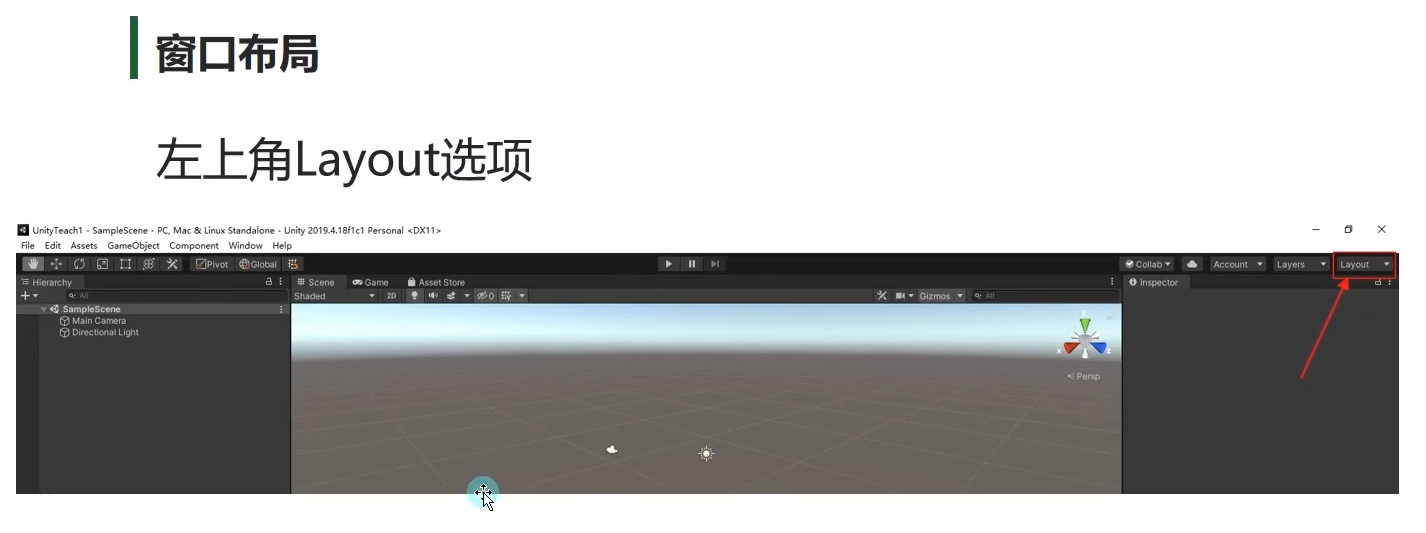 窗口布局
左上角Layout选项
UnityTeach1 - SampleScene - PC, Mac & Linux Standalone - Unity 2019.4.18f1c1 Personal <DX11>
File Edit Assets GameObject Component Window Help
Pivot Global Collab Account Layers Layout
Hierarchy Scene Game Asset Store Inspector
All Shaded 2D 0 Gizmos All
SampleScene
Main Camera
Directional Light
y
x z
Persp